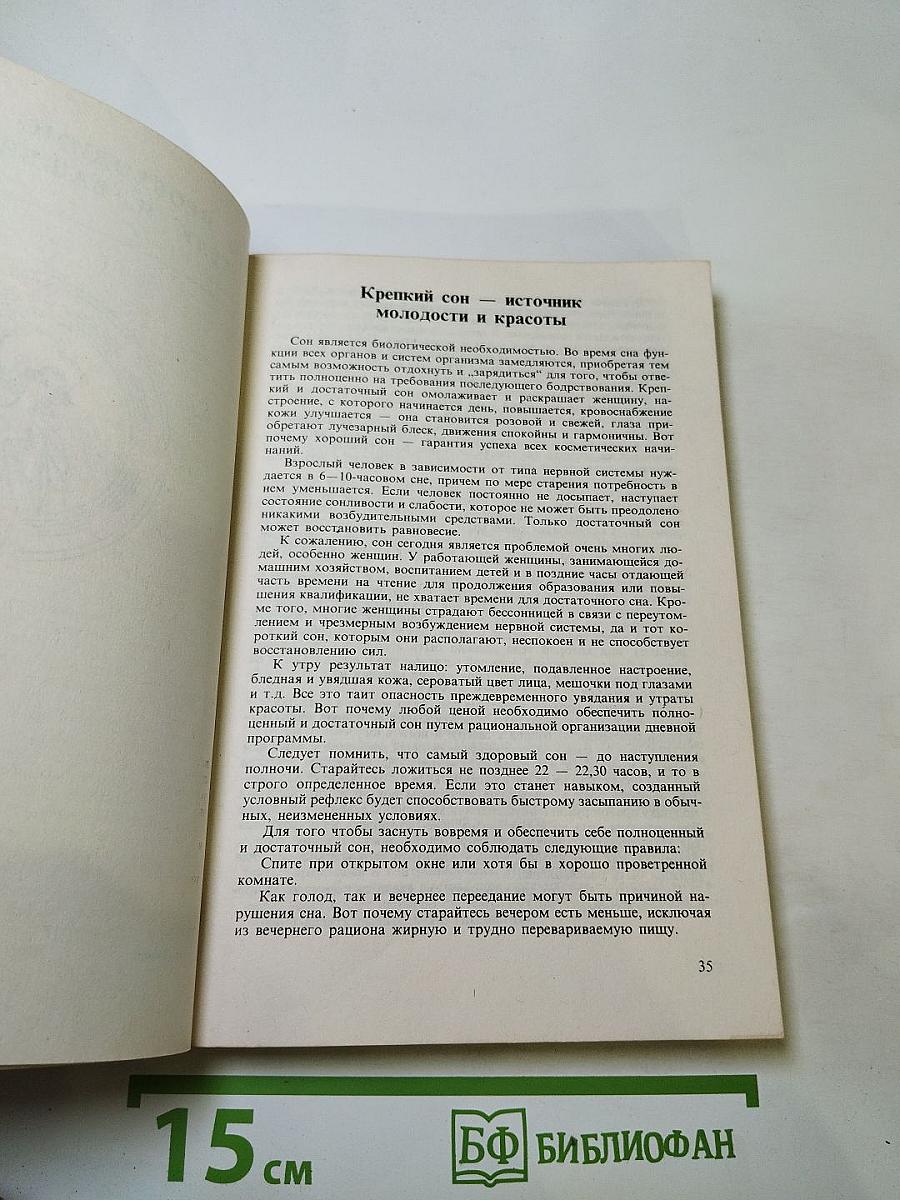 Крепкий сон — источник
молодости и красоты
Сон является биологической необходимостью. Во время сна фун-
кции всех органов и систем организма замедляются, приобретая тем
самым возможность отдохнуть и „зарядиться“ для того, чтобы отве-
тить полноценно на требования последующего бодрствования. Креп-
кий и достаточный сон омолаживает и раскрашает женщину, на-
строение, с которого начинается день, повышается, кровоснабжение
кожи улучшается — она становится розовой и свежей, глаза при-
обретают лучезарный блеск, движения спокойны и гармоничны. Вот
почему хороший сон — гарантия успеха всех косметических начи-
наний.
Взрослый человек в зависимости от типа нервной системы нуж-
дается в 6—10-часовом сне, причем по мере старения потребность в
нем уменьшается. Если человек постоянно не досыпает, наступает
состояние сонливости и слабости, которое не может быть преодолено
никакими возбудительными средствами. Только достаточный сон
может восстановить равновесие.
К сожалению, сон сегодня является проблемой очень многих лю-
дей, особенно женщин. У работающей женщины, занимающейся до-
машним хозяйством, воспитанием детей и в поздние часы отдающей
часть времени на чтение для продолжения образования или повы-
шения квалификации, не хватает времени для достаточного сна. Кро-
ме того, многие женщины страдают бессонницей в связи с переутом-
лением и чрезмерным возбуждением нервной системы, да и тот ко-
роткий сон, которым они располагают, неспокоен и не способствует
восстановлению сил.
К утру результат налицо: утомление, подавленное настроение,
бледная и увядшая кожа, сероватый цвет лица, мешочки под глазами
и т.д. Все это таит опасность преждевременного увядания и утраты
красоты. Вот почему любой ценой необходимо обеспечить полно-
ценный и достаточный сон путем рациональной организации дневной
программы.
Следует помнить, что самый здоровый сон — до наступления
полночи. Старайтесь ложиться не позднее 22 — 22,30 часов, и то в
строго определенное время. Если это станет навыком, созданный
условный рефлекс будет способствовать быстрому засыпанию в обыч-
ных, неизмененных условиях.
Для того чтобы заснуть вовремя и обеспечить себе полноценный
и достаточный сон, необходимо соблюдать следующие правила:
Спите при открытом окне или хотя бы в хорошо проветренной
комнате.
Как голод, так и вечернее переедание могут быть причиной на-
рушения сна. Вот почему старайтесь вечером есть меньше, исключая
из вечернего рациона жирную и трудно перевариваемую пищу.
35
15 см
БФ БИБЛИОФАН